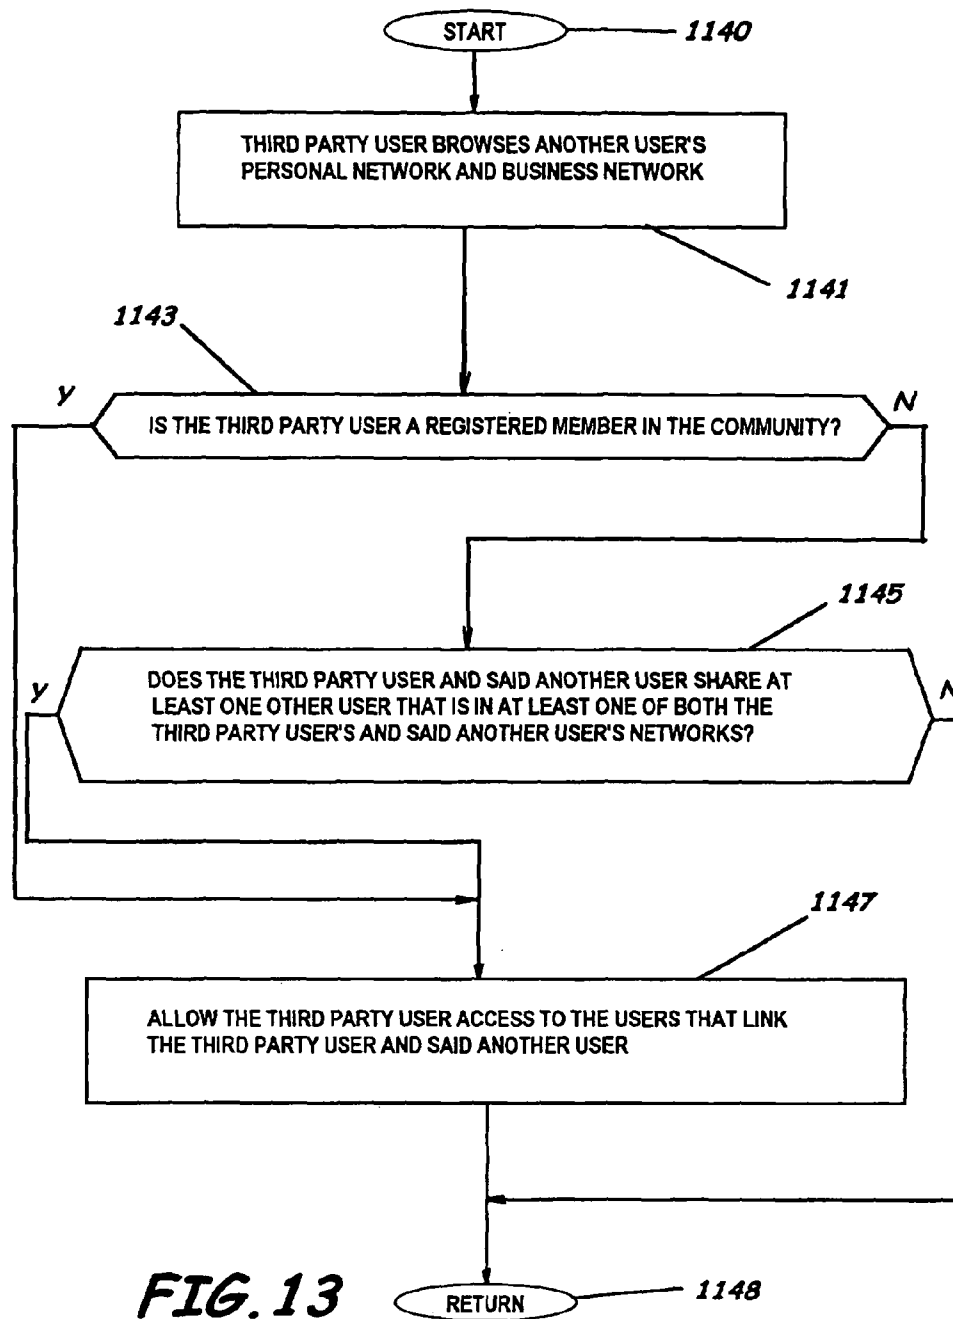 START
1140
THIRD PARTY USER BROWSES ANOTHER USER'S
PERSONAL NETWORK AND BUSINESS NETWORK
1141
1143
Y
IS THE THIRD PARTY USER A REGISTERED MEMBER IN THE COMMUNITY?
N
1145
Y
DOES THE THIRD PARTY USER AND SAID ANOTHER USER SHARE AT
LEAST ONE OTHER USER THAT IS IN AT LEAST ONE OF BOTH THE
THIRD PARTY USER'S AND SAID ANOTHER USER'S NETWORKS?
N
1147
ALLOW THE THIRD PARTY USER ACCESS TO THE USERS THAT LINK
THE THIRD PARTY USER AND SAID ANOTHER USER
FIG. 13
RETURN
1148